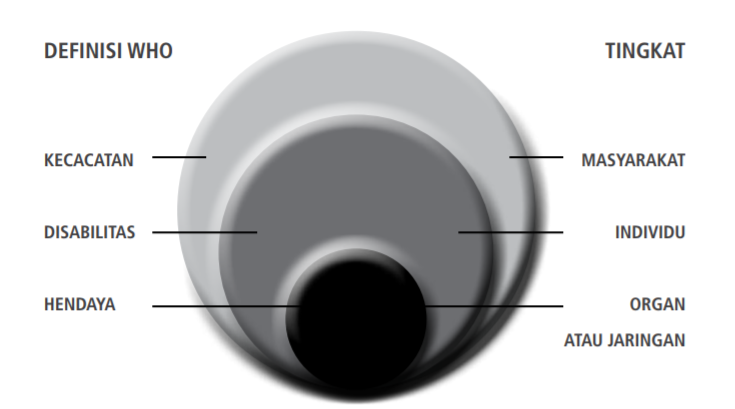 DEFINISI WHO
TINGKAT
KECACATAN
MASYARAKAT
DISABILITAS
INDIVIDU
HENDAYA
ORGAN
ATAU JARINGAN